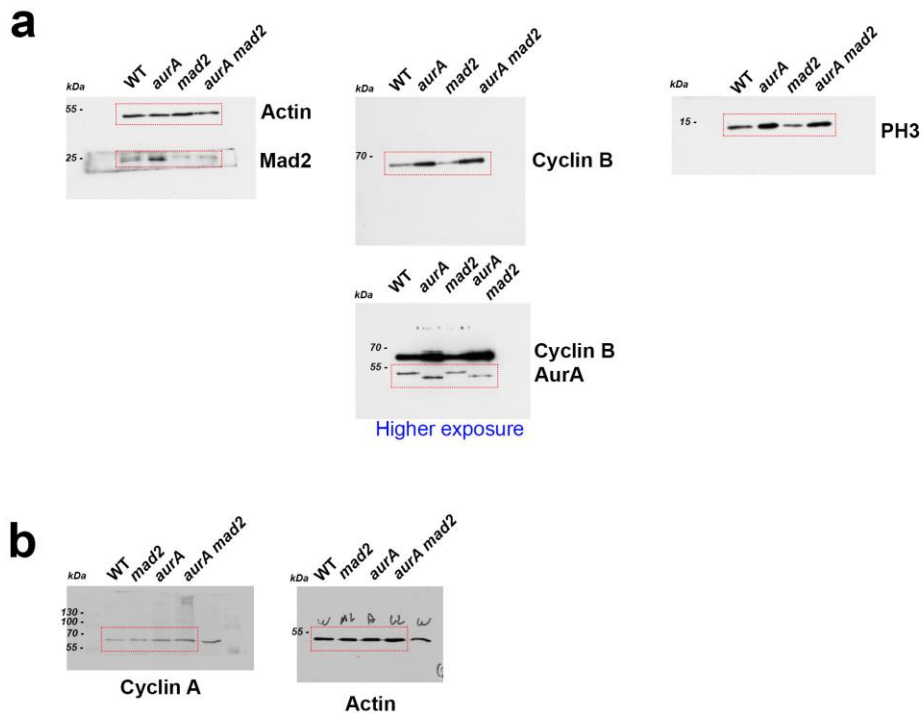 a
kDa
WT
aurA
mad2
aurA mad2
55 -
Actin
25 -
Mad2
kDa
WT
aurA
mad2
aurA mad2
70 -
Cyclin B
kDa
WT
aurA
mad2
aurA mad2
15 -
PH3
kDa
WT
aurA
mad2
aurA
mad2
70 -
Cyclin B
55 -
AurA
Higher exposure
b
kDa
WT
mad2
aurA
aurA mad2
130 -
100 -
70 -
55 -
Cyclin A
WT
mad2
aurA
aurA mad2
kDa
55 -
W
A
W
Actin